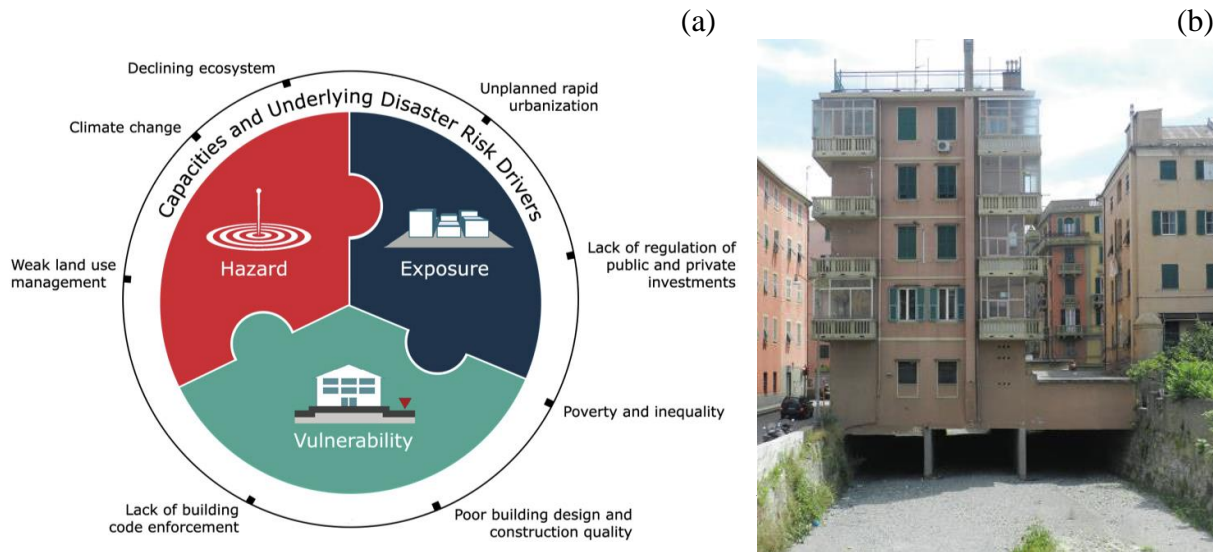 (a)
(b)
Declining ecosystem
Unplanned rapid
urbanization
Climate change
Capacities and Underlying Disaster Risk Drivers
Hazard
Exposure
Weak land use
management
Lack of regulation of
public and private
investments
Vulnerability
Poverty and inequality
Lack of building
code enforcement
Poor building design and
construction quality